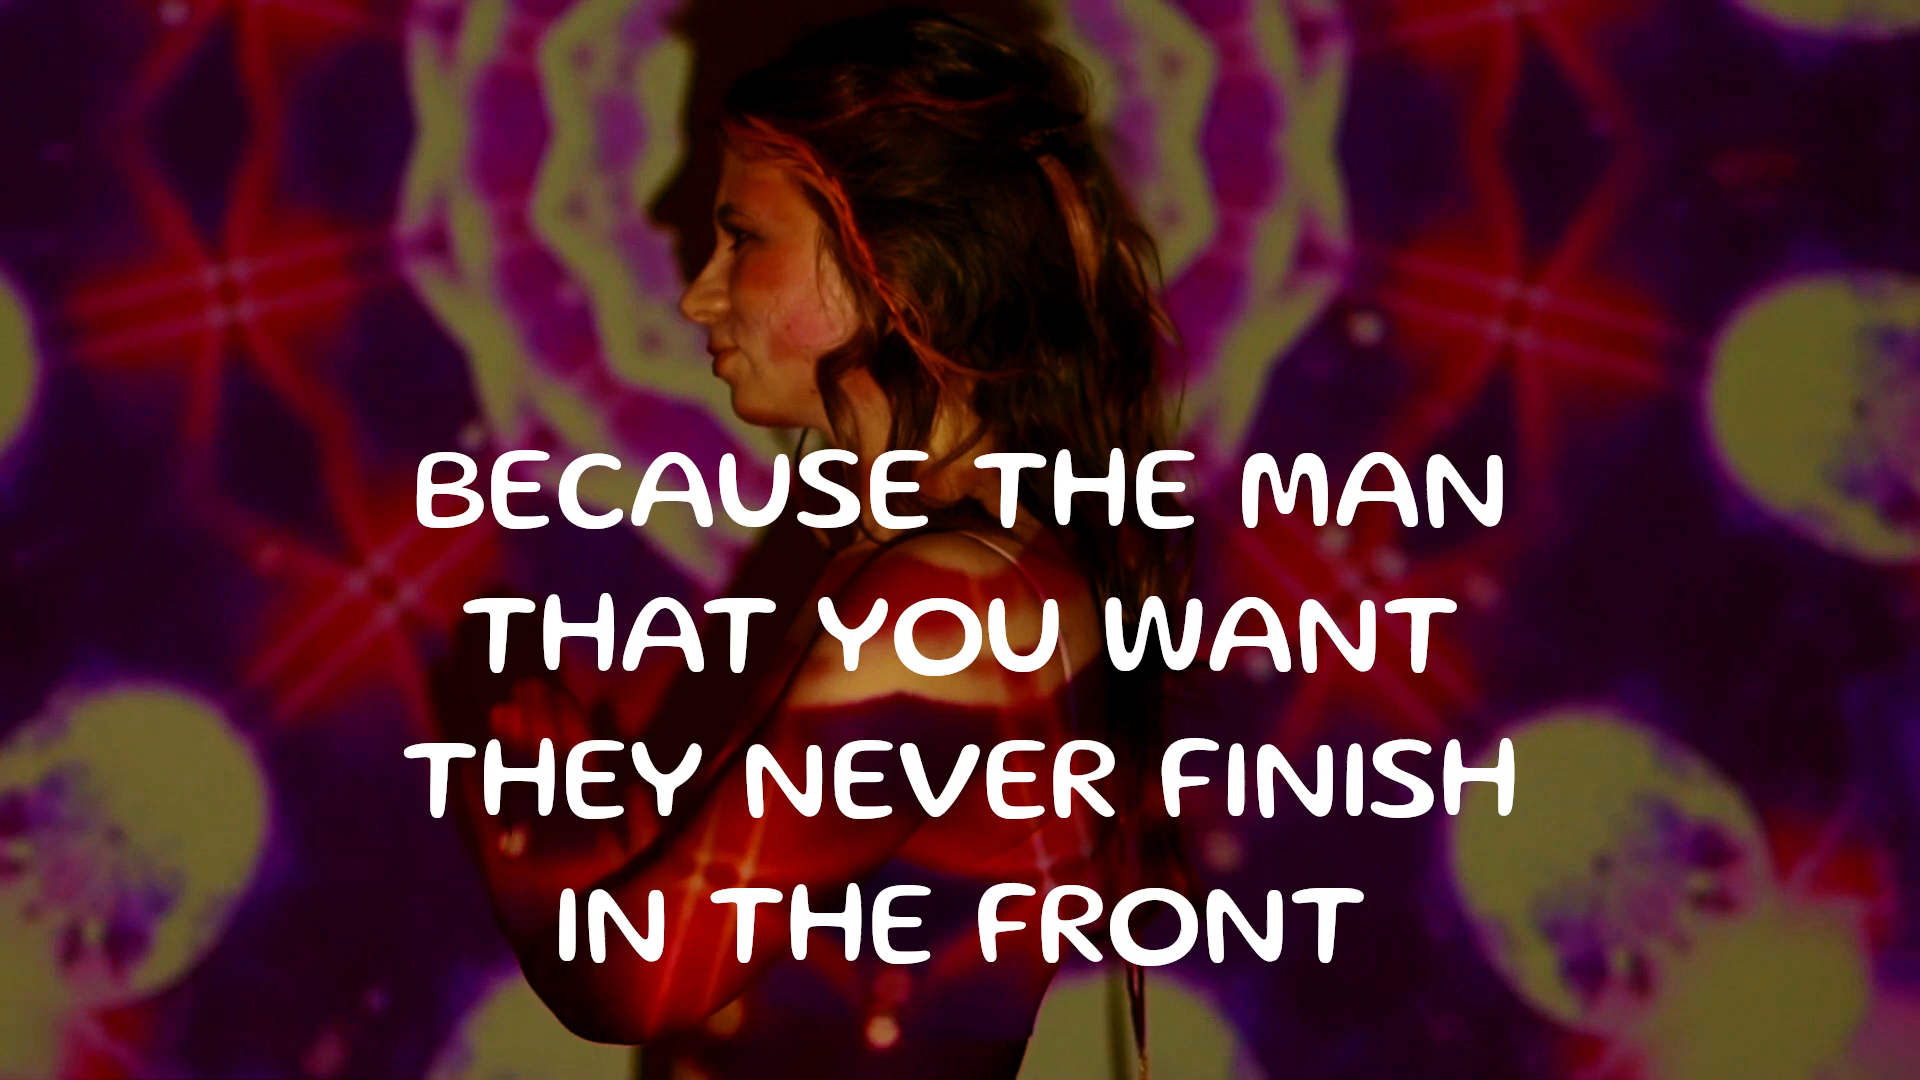 BECAUSE THE MAN
THAT YOU WANT
THEY NEVER FINISH
IN THE FRONT